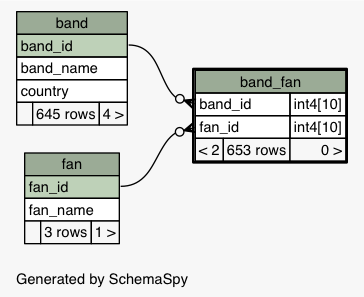 band
band_id
band_name
country
645 rows 4 >
band_fan
band_id int4[10]
fan_id int4[10]
< 2 653 rows 0 >
fan
fan_id
fan_name
3 rows 1 >
Generated by SchemaSpy